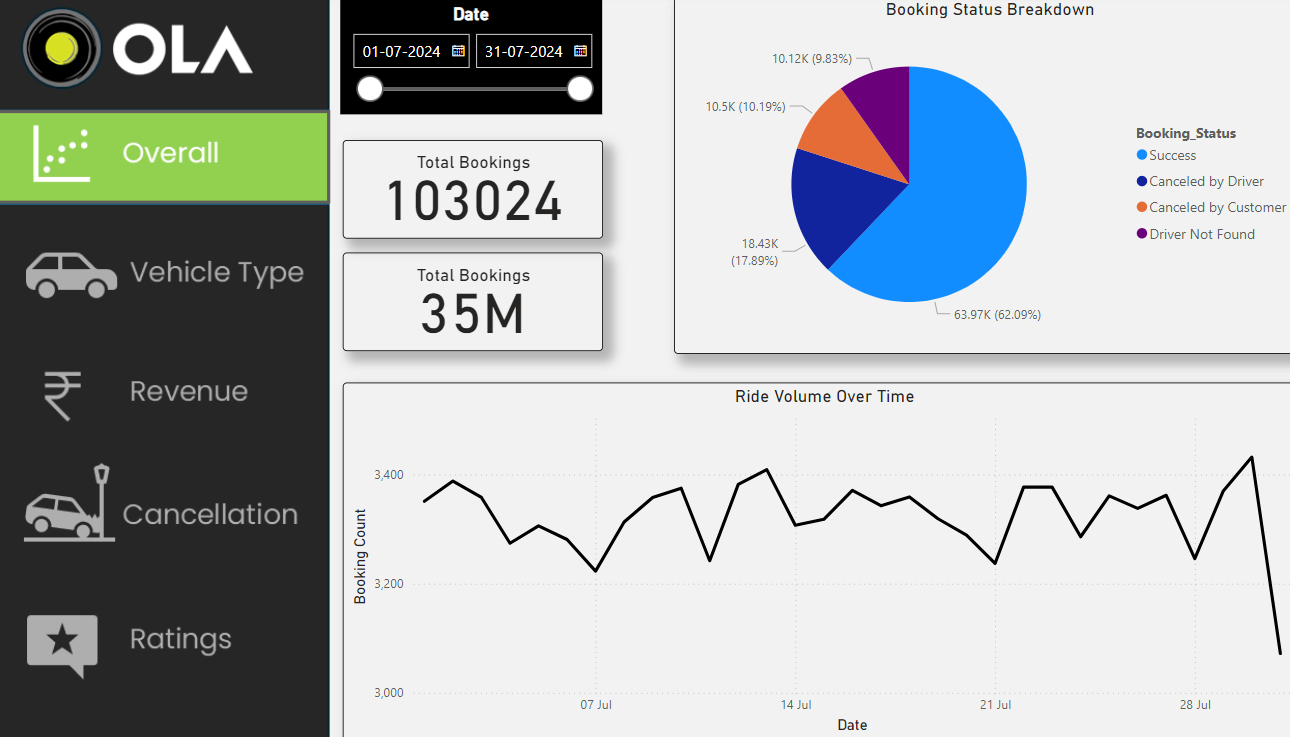 OLA
Overall
Vehicle Type
Revenue
Cancellation
Ratings
Date
01-07-2024
31-07-2024
Total Bookings
103024
Total Bookings
35M
Booking Status Breakdown
10.12K (9.83%)
10.5K (10.19%)
18.43K
(17.89%)
63.97K (62.09%)
Booking_Status
Success
Canceled by Driver
Canceled by Customer
Driver Not Found
Ride Volume Over Time
Booking Count
3,400
3,200
3,000
07 Jul
14 Jul
21 Jul
28 Jul
Date